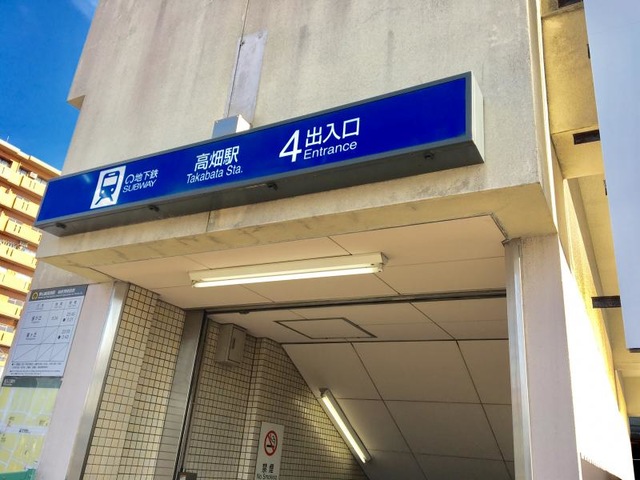 地下鉄
SUBWAY
高畑駅
Takabata Sta.
4 出入口
Entrance
禁煙
No Smoking